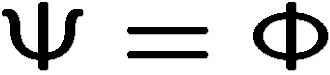 Ψ = Φ